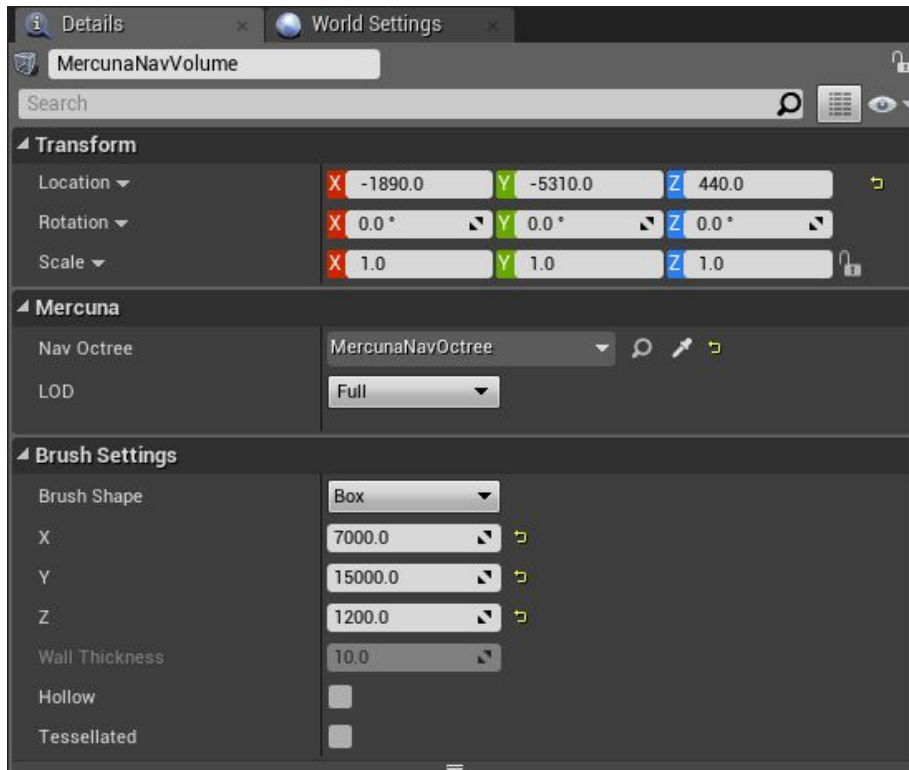 Details World Settings
MercunaNavVolume
Search
Transform
Location X -1890.0 Y -5310.0 Z 440.0
Rotation X 0.0 ° Y 0.0 ° Z 0.0 °
Scale X 1.0 Y 1.0 Z 1.0
Mercuna
Nav Octree MercunaNavOctree
LOD Full
Brush Settings
Brush Shape Box
X 7000.0
Y 15000.0
Z 1200.0
Wall Thickness 10.0
Hollow
Tessellated